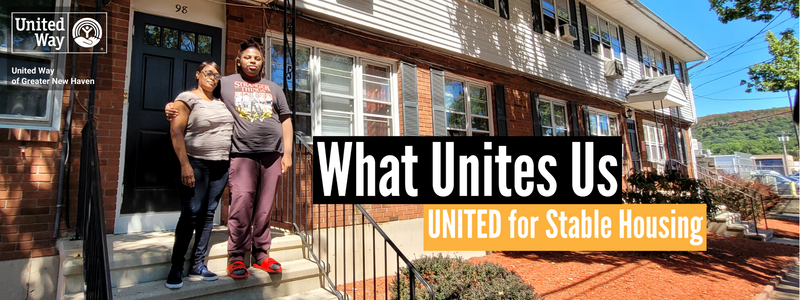 98
United
Way
United Way
of Greater New Haven
What Unites Us
UNITED for Stable Housing